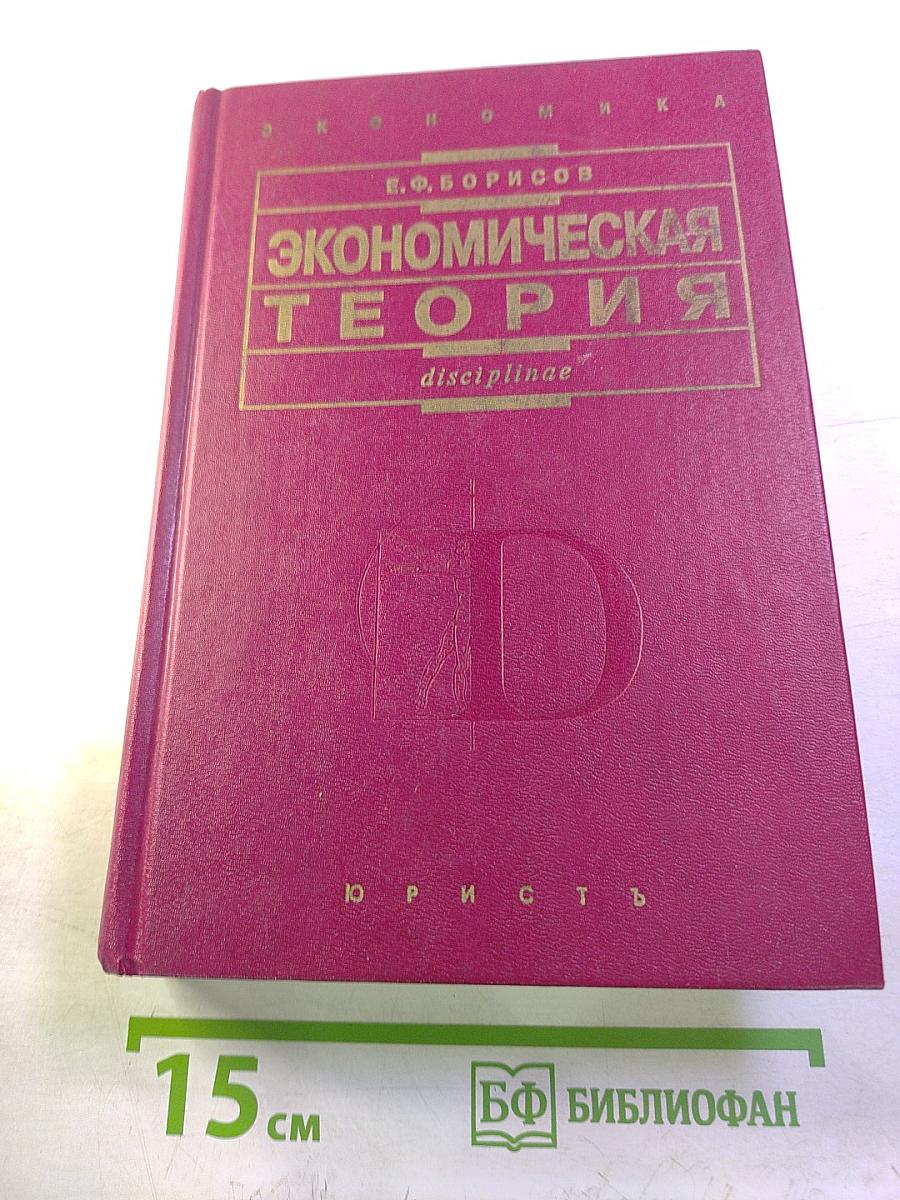 ЭКОНОМИКА
Е.Ф.БОРИСОВ
ЭКОНОМИЧЕСКАЯ
ТЕОРИЯ
disciplinae
D
ЮРИСТЪ
15 см
БФ БИБЛИОФАН